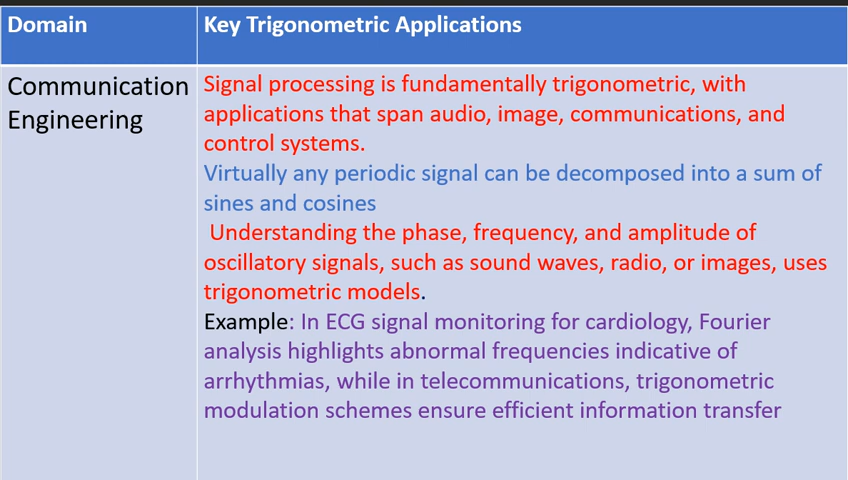 Domain
Key Trigonometric Applications
Communication
Engineering
Signal processing is fundamentally trigonometric, with
applications that span audio, image, communications, and
control systems.
Virtually any periodic signal can be decomposed into a sum of
sines and cosines
Understanding the phase, frequency, and amplitude of
oscillatory signals, such as sound waves, radio, or images, uses
trigonometric models.
Example: In ECG signal monitoring for cardiology, Fourier
analysis highlights abnormal frequencies indicative of
arrhythmias, while in telecommunications, trigonometric
modulation schemes ensure efficient information transfer